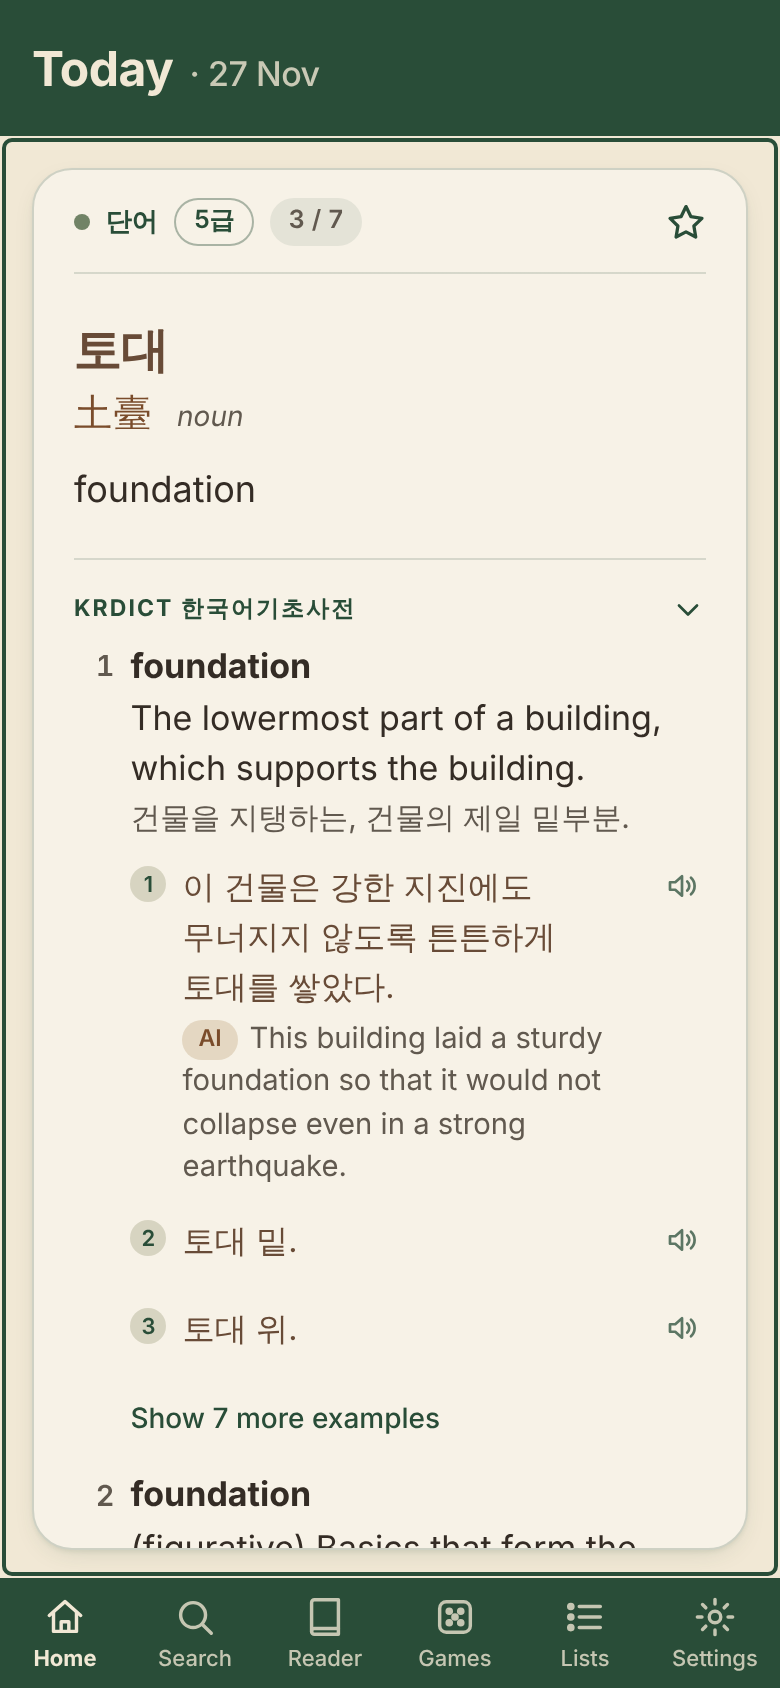 Today · 27 Nov
단어 5급 3 / 7
토대
土臺 noun
foundation
KRDICT 한국어기초사전
1 foundation
The lowermost part of a building,
which supports the building.
건물을 지탱하는, 건물의 제일 밑부분.
1 이 건물은 강한 지진에도
무너지지 않도록 튼튼하게
토대를 쌓았다.
AI This building laid a sturdy
foundation so that it would not
collapse even in a strong
earthquake.
2 토대 밑.
3 토대 위.
Show 7 more examples
2 foundation
(figurative) Basics that form the
Home Search Reader Games Lists Settings